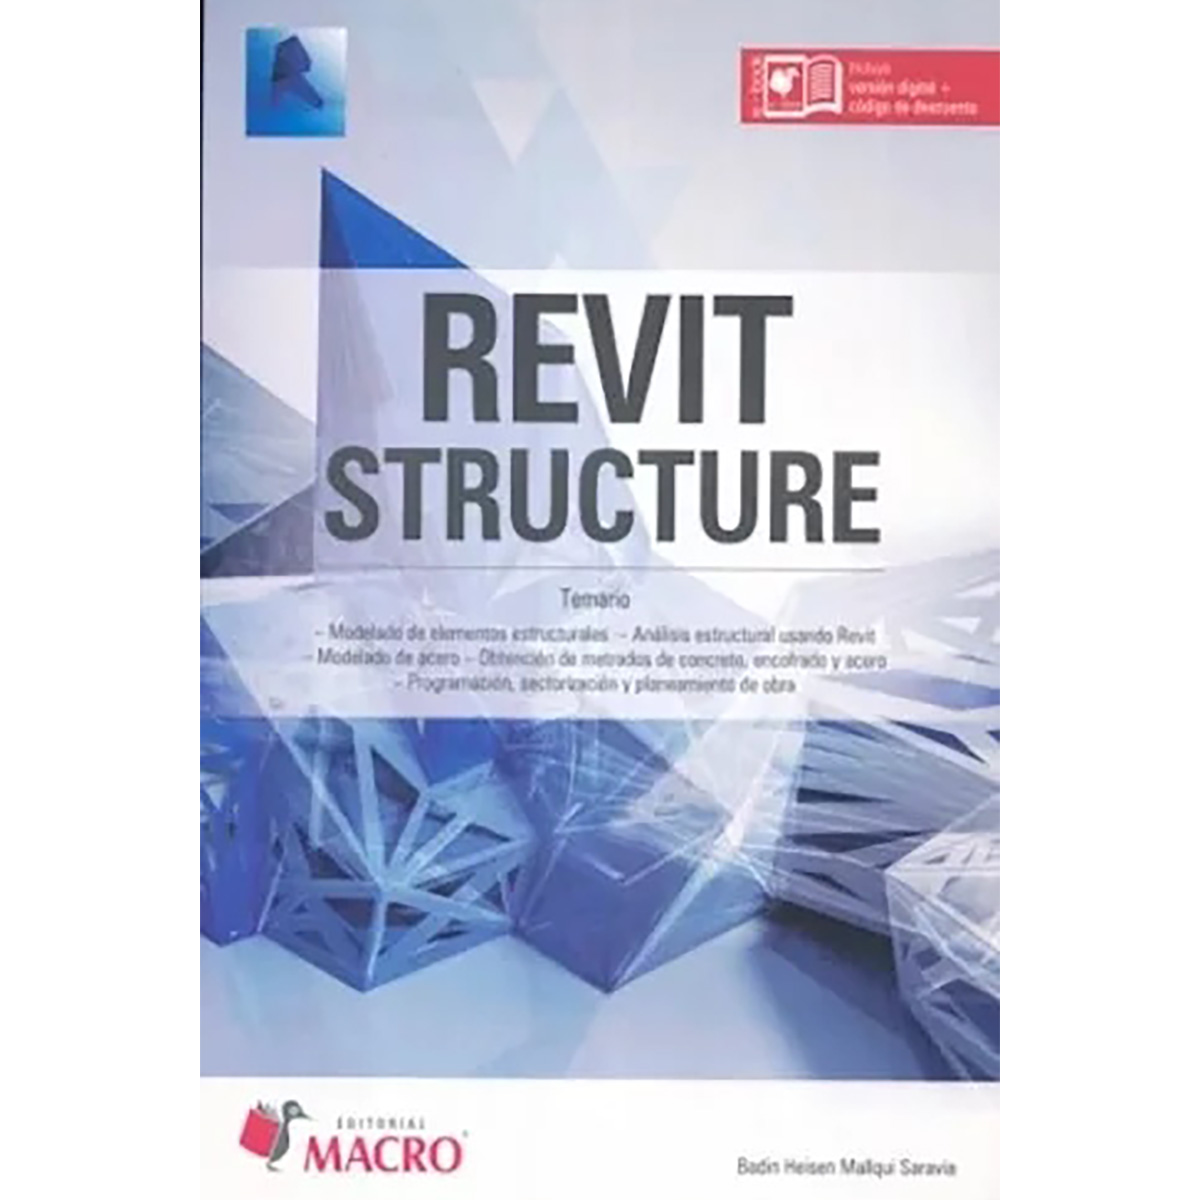 e-book
Incluye
versión digital +
código de descuento
REVIT
STRUCTURE
Temario
– Modelado de elementos estructurales – Análisis estructural usando Revit
– Modelado de acero – Obtención de metrados de concreto, encofrado y acero
– Programación, sectorización y planeamiento de obra
EDITORIAL
MACRO®
Badin Heisen Mallqui Saravia